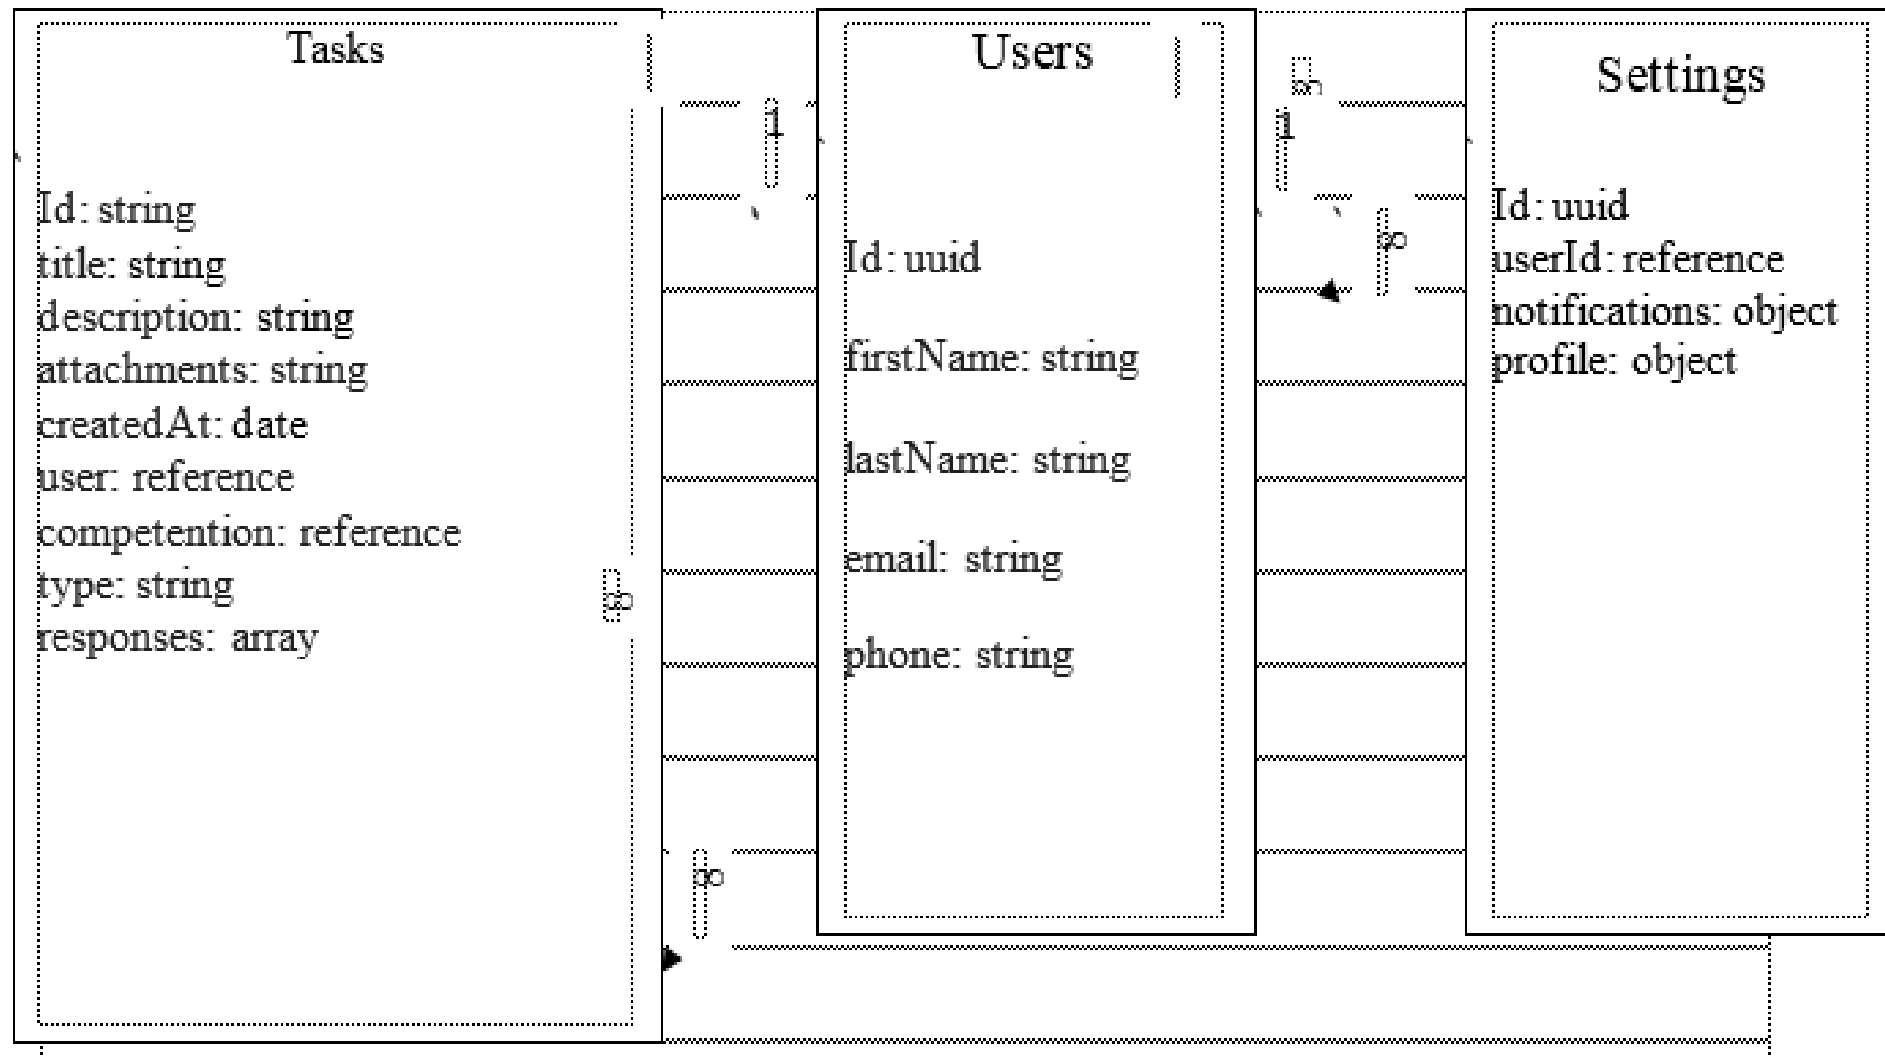 Tasks
Id: string
title: string
description: string
attachments: string
createdAt: date
user: reference
competention: reference
type: string
responses: array
∞
∞
1
Users
Id: uuid
firstName: string
lastName: string
email: string
phone: string
1
∞
Settings
Id: uuid
userId: reference
notifications: object
profile: object